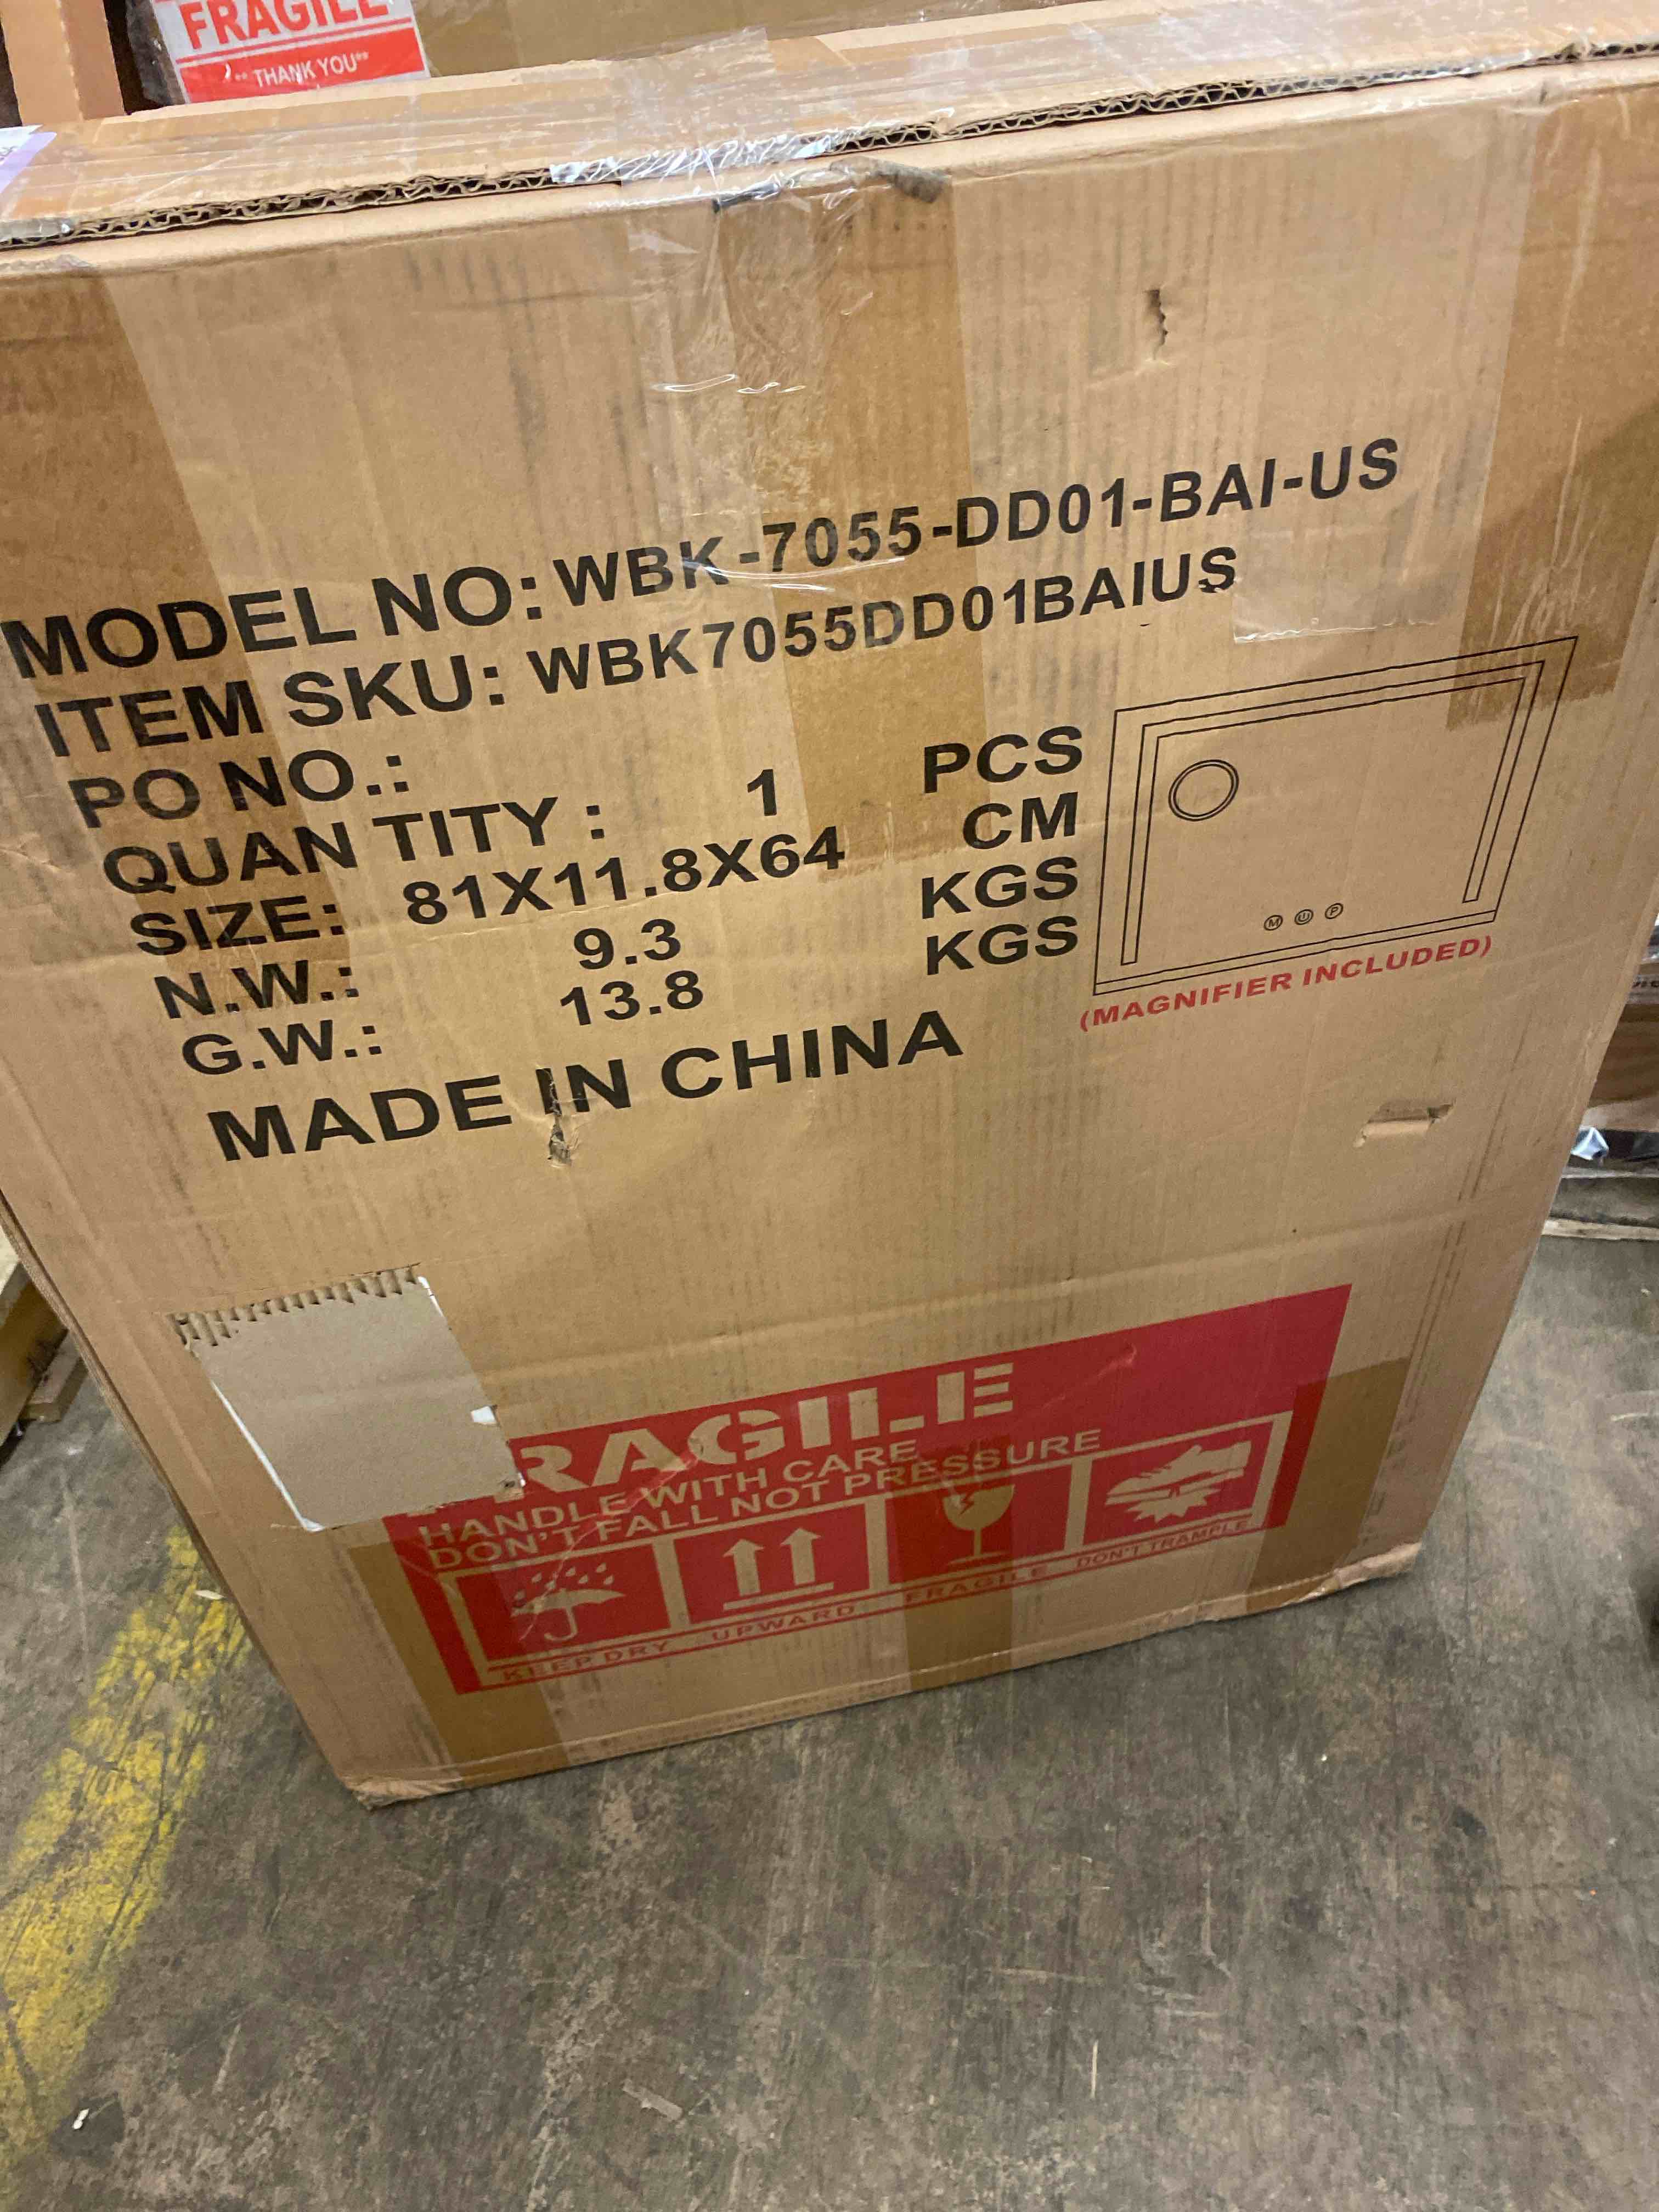 FRAGILE
** THANK YOU**
MODEL NO: WBK-7055-DD01-BAI-US
ITEM SKU: WBK7055DD01BAIUS
PO NO.:
QUAN TITY : 1 PCS
SIZE: 81X11.8X64 CM
N.W.: 9.3 KGS
G.W.: 13.8 KGS
MADE IN CHINA
M P
(MAGNIFIER INCLUDED)
RAGILE
HANDLE WITH CARE
DON'T FALL NOT PRESSURE
KEEP DRY UPWARD FRAGILE DON'T TRAMPLE